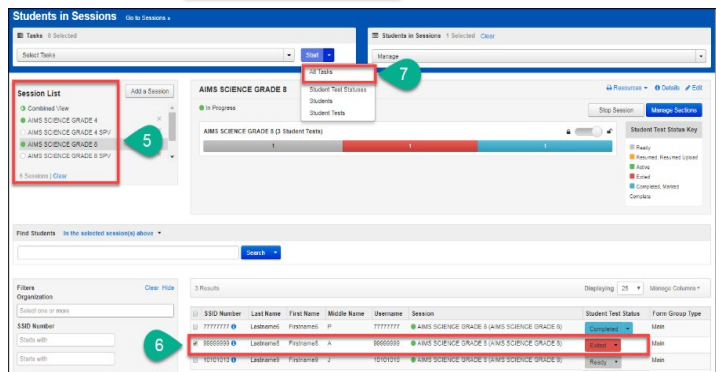 Students in Sessions Go to Sessions »
Tasks 0 Selected
Students in Sessions 1 Selected Clear
Select Tasks
Start
Manage
All Tasks
7
Student Test Statuses
Students
Student Tests
Session List
Add a Session
Combined View
AIMS SCIENCE GRADE 4
AIMS SCIENCE GRADE 4 SPV
AIMS SCIENCE GRADE 8
AIMS SCIENCE GRADE 8 SPV
5
6 Sessions | Clear
AIMS SCIENCE GRADE 8
Resources Details Edit
In Progress
Stop Session
Manage Sections
AIMS SCIENCE GRADE 8 (3 Student Tests)
1 1 1
Student Test Status Key
Ready
Resumed, Resumed Upload
Active
Exited
Completed, Marked
Complete
Find Students In the selected session(s) above
Search
Filters Clear Hide
Organization
Select one or more
SSID Number
Starts with
Starts with
6
3 Results
Displaying 25 Manage Columns
SSID Number Last Name First Name Middle Name Username Session Student Test Status Form Group Type
77777777 Lastname6 Firstname6 P 77777777 AIMS SCIENCE GRADE 8 (AIMS SCIENCE GRADE 8) Completed Main
A AIMS SCIENCE GRADE 8 (AIMS SCIENCE GRADE 8) Exited Main
10101010 Lastname9 Firstname9 J 10101010 AIMS SCIENCE GRADE 8 (AIMS SCIENCE GRADE 8) Ready Main